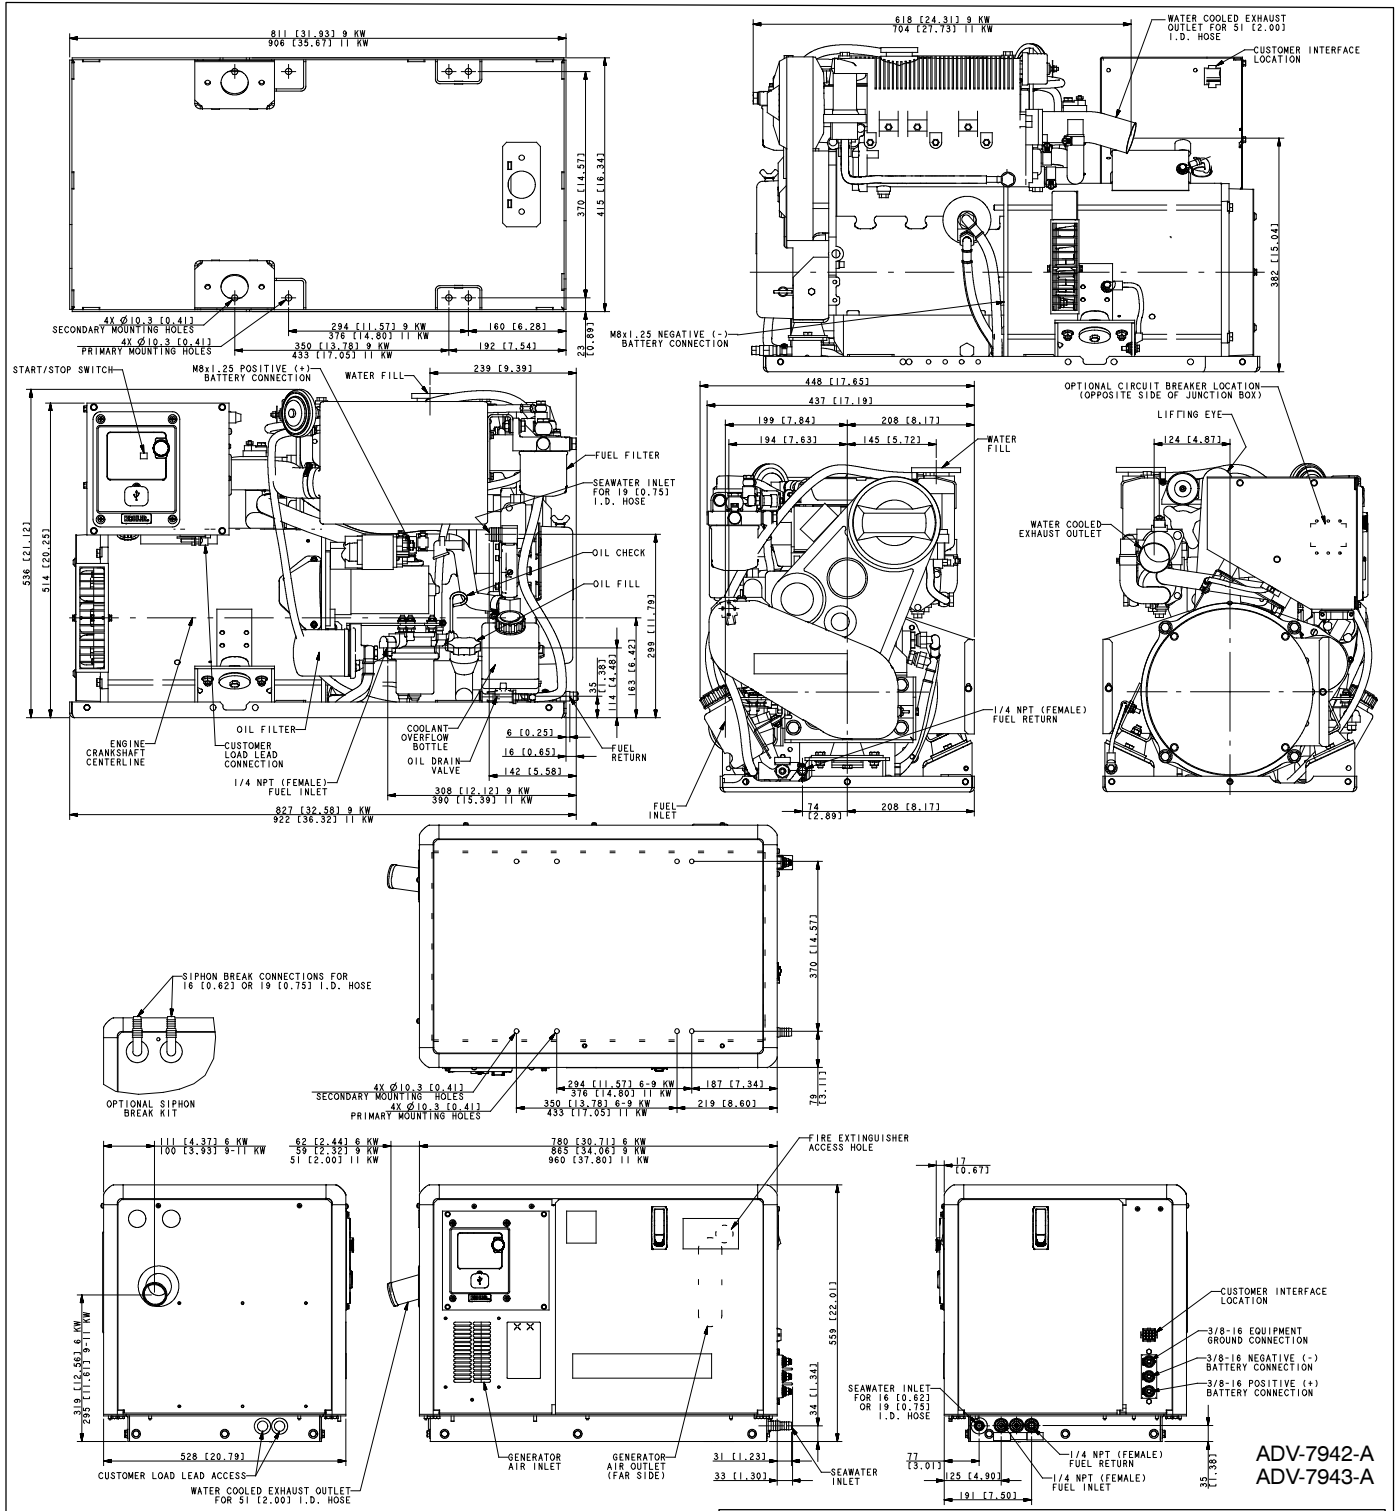 811 [31.93] 9 KW
906 [35.67] 11 KW
370 [14.57]
415 [16.34]
4X Ø10.3 [0.41]
SECONDARY MOUNTING HOLES
4X Ø10.3 [0.41]
PRIMARY MOUNTING HOLES
294 [11.57] 9 KW
376 [14.80] 11 KW
160 [6.28]
350 [13.78] 9 KW
433 [17.05] 11 KW
192 [7.54]
23
[0.89]
618 [24.31] 9 KW
704 [27.73] 11 KW
WATER COOLED EXHAUST
OUTLET FOR 51 [2.00]
I.D. HOSE
CUSTOMER INTERFACE
LOCATION
382 [15.04]
M8x1.25 NEGATIVE (-)
BATTERY CONNECTION
START/STOP SWITCH
M8x1.25 POSITIVE (+)
BATTERY CONNECTION
WATER FILL
239 [9.39]
FUEL FILTER
SEAWATER INLET
FOR 19 [0.75]
I.D. HOSE
OIL CHECK
OIL FILL
536 [21.12]
514 [20.25]
299 [11.79]
163 [6.42]
114 [4.48]
35
[1.38]
ENGINE
CRANKSHAFT
CENTERLINE
CUSTOMER
LOAD LEAD
CONNECTION
OIL FILTER
1/4 NPT (FEMALE)
FUEL INLET
COOLANT
OVERFLOW
BOTTLE
OIL DRAIN
VALVE
6 [0.25]
16 [0.65]
142 [5.58]
FUEL
RETURN
308 [12.12] 9 KW
390 [15.39] 11 KW
827 [32.58] 9 KW
922 [36.32] 11 KW
448 [17.65]
437 [17.19]
199 [7.84]
208 [8.17]
194 [7.63]
145 [5.72]
WATER
FILL
1/4 NPT (FEMALE)
FUEL RETURN
FUEL
INLET
74
[2.89]
208 [8.17]
OPTIONAL CIRCUIT BREAKER LOCATION
(OPPOSITE SIDE OF JUNCTION BOX)
LIFTING EYE
124 [4.87]
WATER COOLED
EXHAUST OUTLET
SIPHON BREAK CONNECTIONS FOR
16 [0.62] OR 19 [0.75] I.D. HOSE
OPTIONAL SIPHON
BREAK KIT
370 [14.57]
79
[3.11]
4X Ø10.3 [0.41]
SECONDARY MOUNTING HOLES
4X Ø10.3 [0.41]
PRIMARY MOUNTING HOLES
294 [11.57] 6-9 KW
376 [14.80] 11 KW
187 [7.34]
350 [13.78] 6-9 KW
433 [17.05] 11 KW
219 [8.60]
111 [4.37] 6 KW
100 [3.93] 9-11 KW
62 [2.44] 6 KW
59 [2.32] 9 KW
51 [2.00] 11 KW
780 [30.71] 6 KW
865 [34.06] 9 KW
960 [37.80] 11 KW
FIRE EXTINGUISHER
ACCESS HOLE
17
[0.67]
319 [12.56] 6 KW
295 [11.61] 9-11 KW
528 [20.79]
CUSTOMER LOAD LEAD ACCESS
WATER COOLED EXHAUST OUTLET
FOR 51 [2.00] I.D. HOSE
GENERATOR
AIR INLET
GENERATOR
AIR OUTLET
(FAR SIDE)
559 [22.01]
34 [1.34]
31 [1.23]
33 [1.30]
SEAWATER
INLET
CUSTOMER INTERFACE
LOCATION
3/8-16 EQUIPMENT
GROUND CONNECTION
3/8-16 NEGATIVE (-)
BATTERY CONNECTION
3/8-16 POSITIVE (+)
BATTERY CONNECTION
SEAWATER INLET
FOR 16 [0.62]
OR 19 [0.75]
I.D. HOSE
77
[3.01]
125 [4.90]
191 [7.50]
1/4 NPT (FEMALE)
FUEL RETURN
1/4 NPT (FEMALE)
FUEL INLET
35
[1.38]
ADV-7942-A
ADV-7943-A